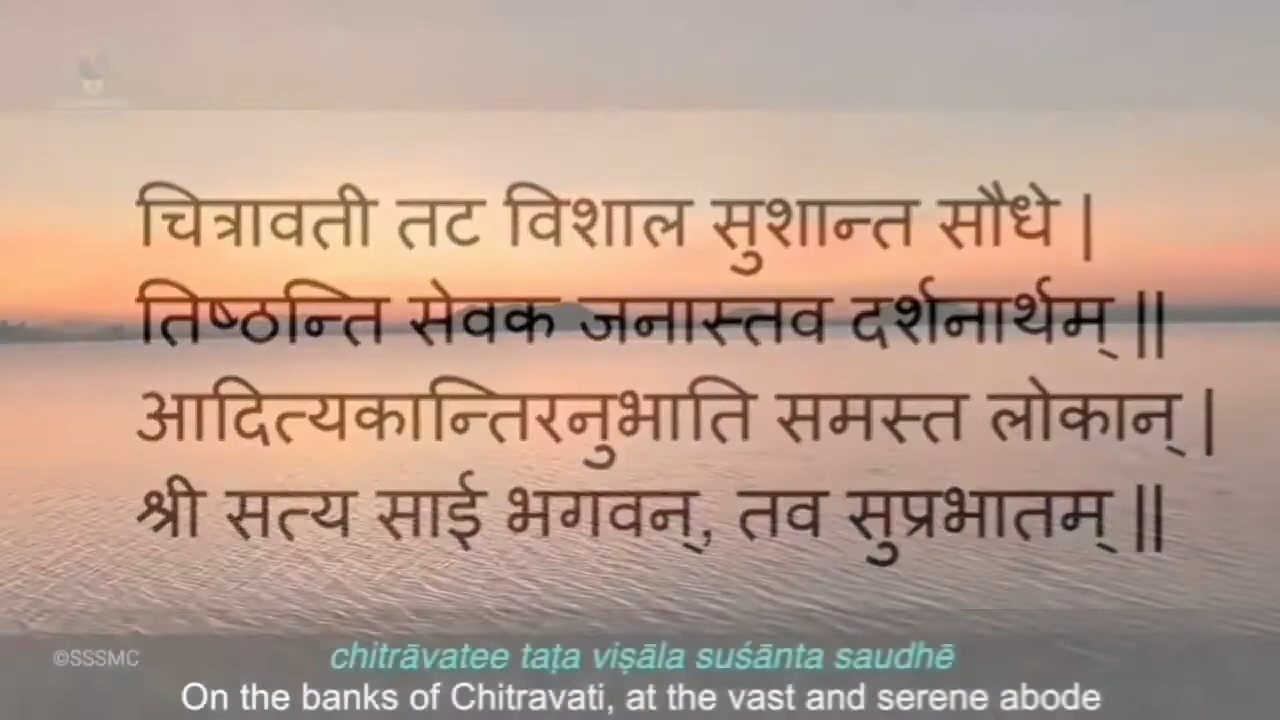 चित्रावती तट विशाल सुशान्त सौधे |
तिष्ठन्ति सेवक जनास्तव दर्शनार्थम् ||
आदित्यकान्तिरनुभाति समस्त लोकान् |
श्री सत्य साई भगवन्, तव सुप्रभातम् ||
©SSSMC
chitrāvatee taṭa viṣāla suśānta saudhē
On the banks of Chitravati, at the vast and serene abode